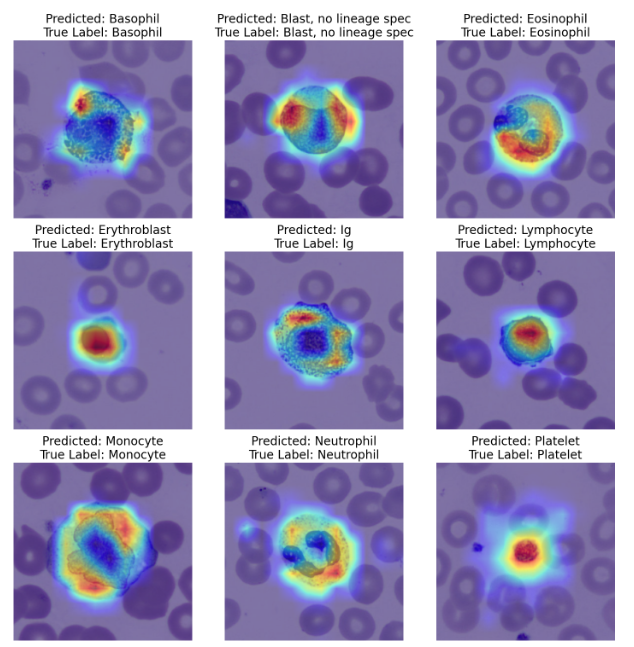 Predicted: Basophil
True Label: Basophil
Predicted: Blast, no lineage spec
True Label: Blast, no lineage spec
Predicted: Eosinophil
True Label: Eosinophil
Predicted: Erythroblast
True Label: Erythroblast
Predicted: Ig
True Label: Ig
Predicted: Lymphocyte
True Label: Lymphocyte
Predicted: Monocyte
True Label: Monocyte
Predicted: Neutrophil
True Label: Neutrophil
Predicted: Platelet
True Label: Platelet